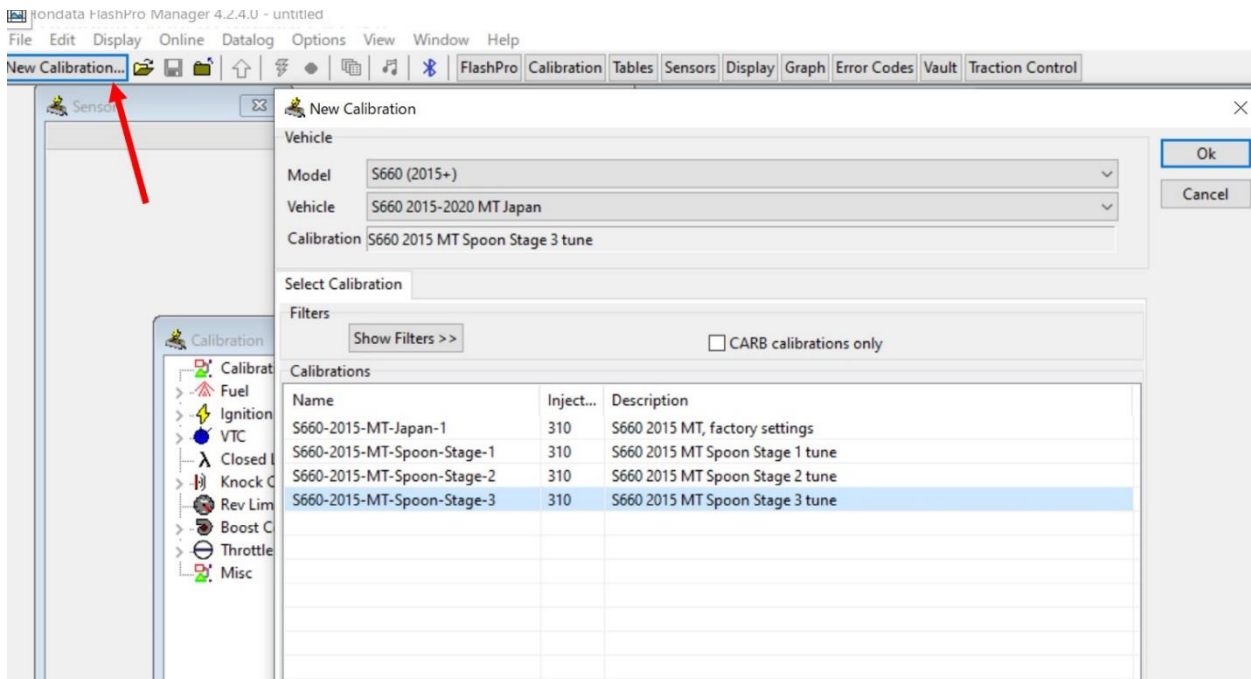 Hondata FlashPro Manager 4.2.4.0 - untitled
File Edit Display Online Datalog Options View Window Help
New Calibration... FlashPro Calibration Tables Sensors Display Graph Error Codes Vault Traction Control
Sensor
New Calibration
Vehicle
Ok
Model S660 (2015+)
Cancel
Vehicle S660 2015-2020 MT Japan
Calibration S660 2015 MT Spoon Stage 3 tune
Select Calibration
Filters
Show Filters >> CARB calibrations only
Calibrations
Name Inject... Description
S660-2015-MT-Japan-1 310 S660 2015 MT, factory settings
S660-2015-MT-Spoon-Stage-1 310 S660 2015 MT Spoon Stage 1 tune
S660-2015-MT-Spoon-Stage-2 310 S660 2015 MT Spoon Stage 2 tune
S660-2015-MT-Spoon-Stage-3 310 S660 2015 MT Spoon Stage 3 tune
Calibration
Calibrat
Fuel
Ignition
VTC
λ Closed L
Knock C
Rev Lim
Boost C
Throttle
Misc